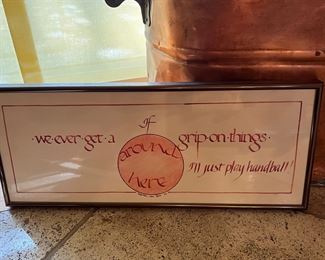 If
·we·ever·get·a grip·on·things·
around
here
I'll just play handball!